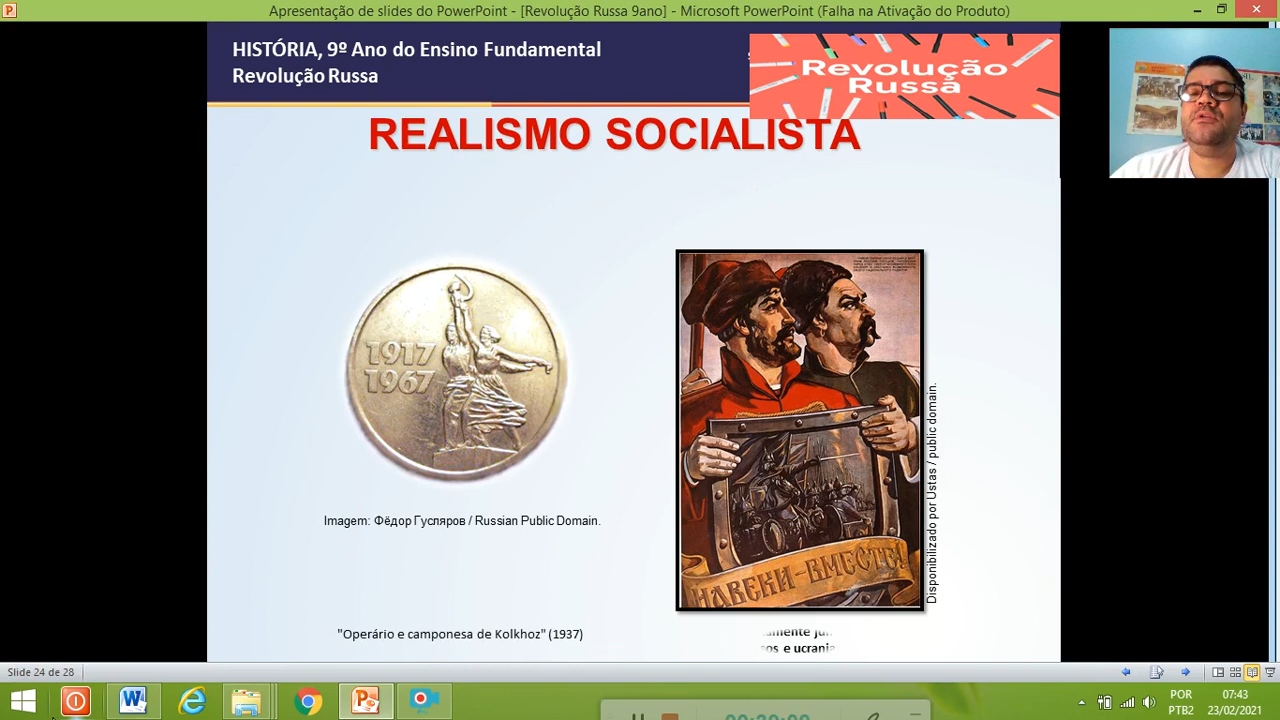 Apresentação de slides do PowerPoint - [Revolução Russa 9ano] - Microsoft PowerPoint (Falha na Ativação do Produto)
HISTÓRIA, 9º Ano do Ensino Fundamental
Revolução Russa
Revolução
Russa
REALISMO SOCIALISTA
1917
1967
НАВЕКИ-ВМЕСТЕ!
Disponibilizado por Ustas / public domain.
Imagem: Фёдор Гусляров / Russian Public Domain.
"Operário e camponesa de Kolkhoz" (1937)
e ucrania
Slide 24 de 28
POR
PTB2
07:43
23/02/2021